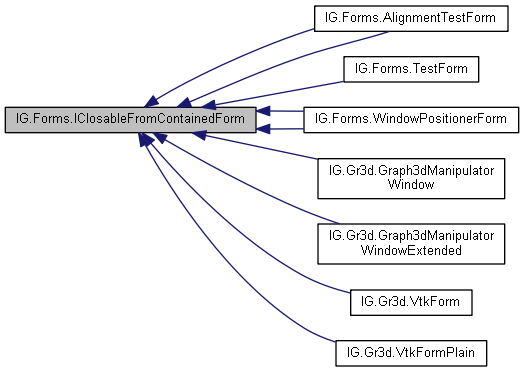 IG.Forms.AlignmentTestForm
IG.Forms.TestForm
IG.Forms.IClosableFromContainedForm
IG.Forms.WindowPositionerForm
IG.Gr3d.Graph3dManipulator
Window
IG.Gr3d.Graph3dManipulator
WindowExtended
IG.Gr3d.VtkForm
IG.Gr3d.VtkFormPlain